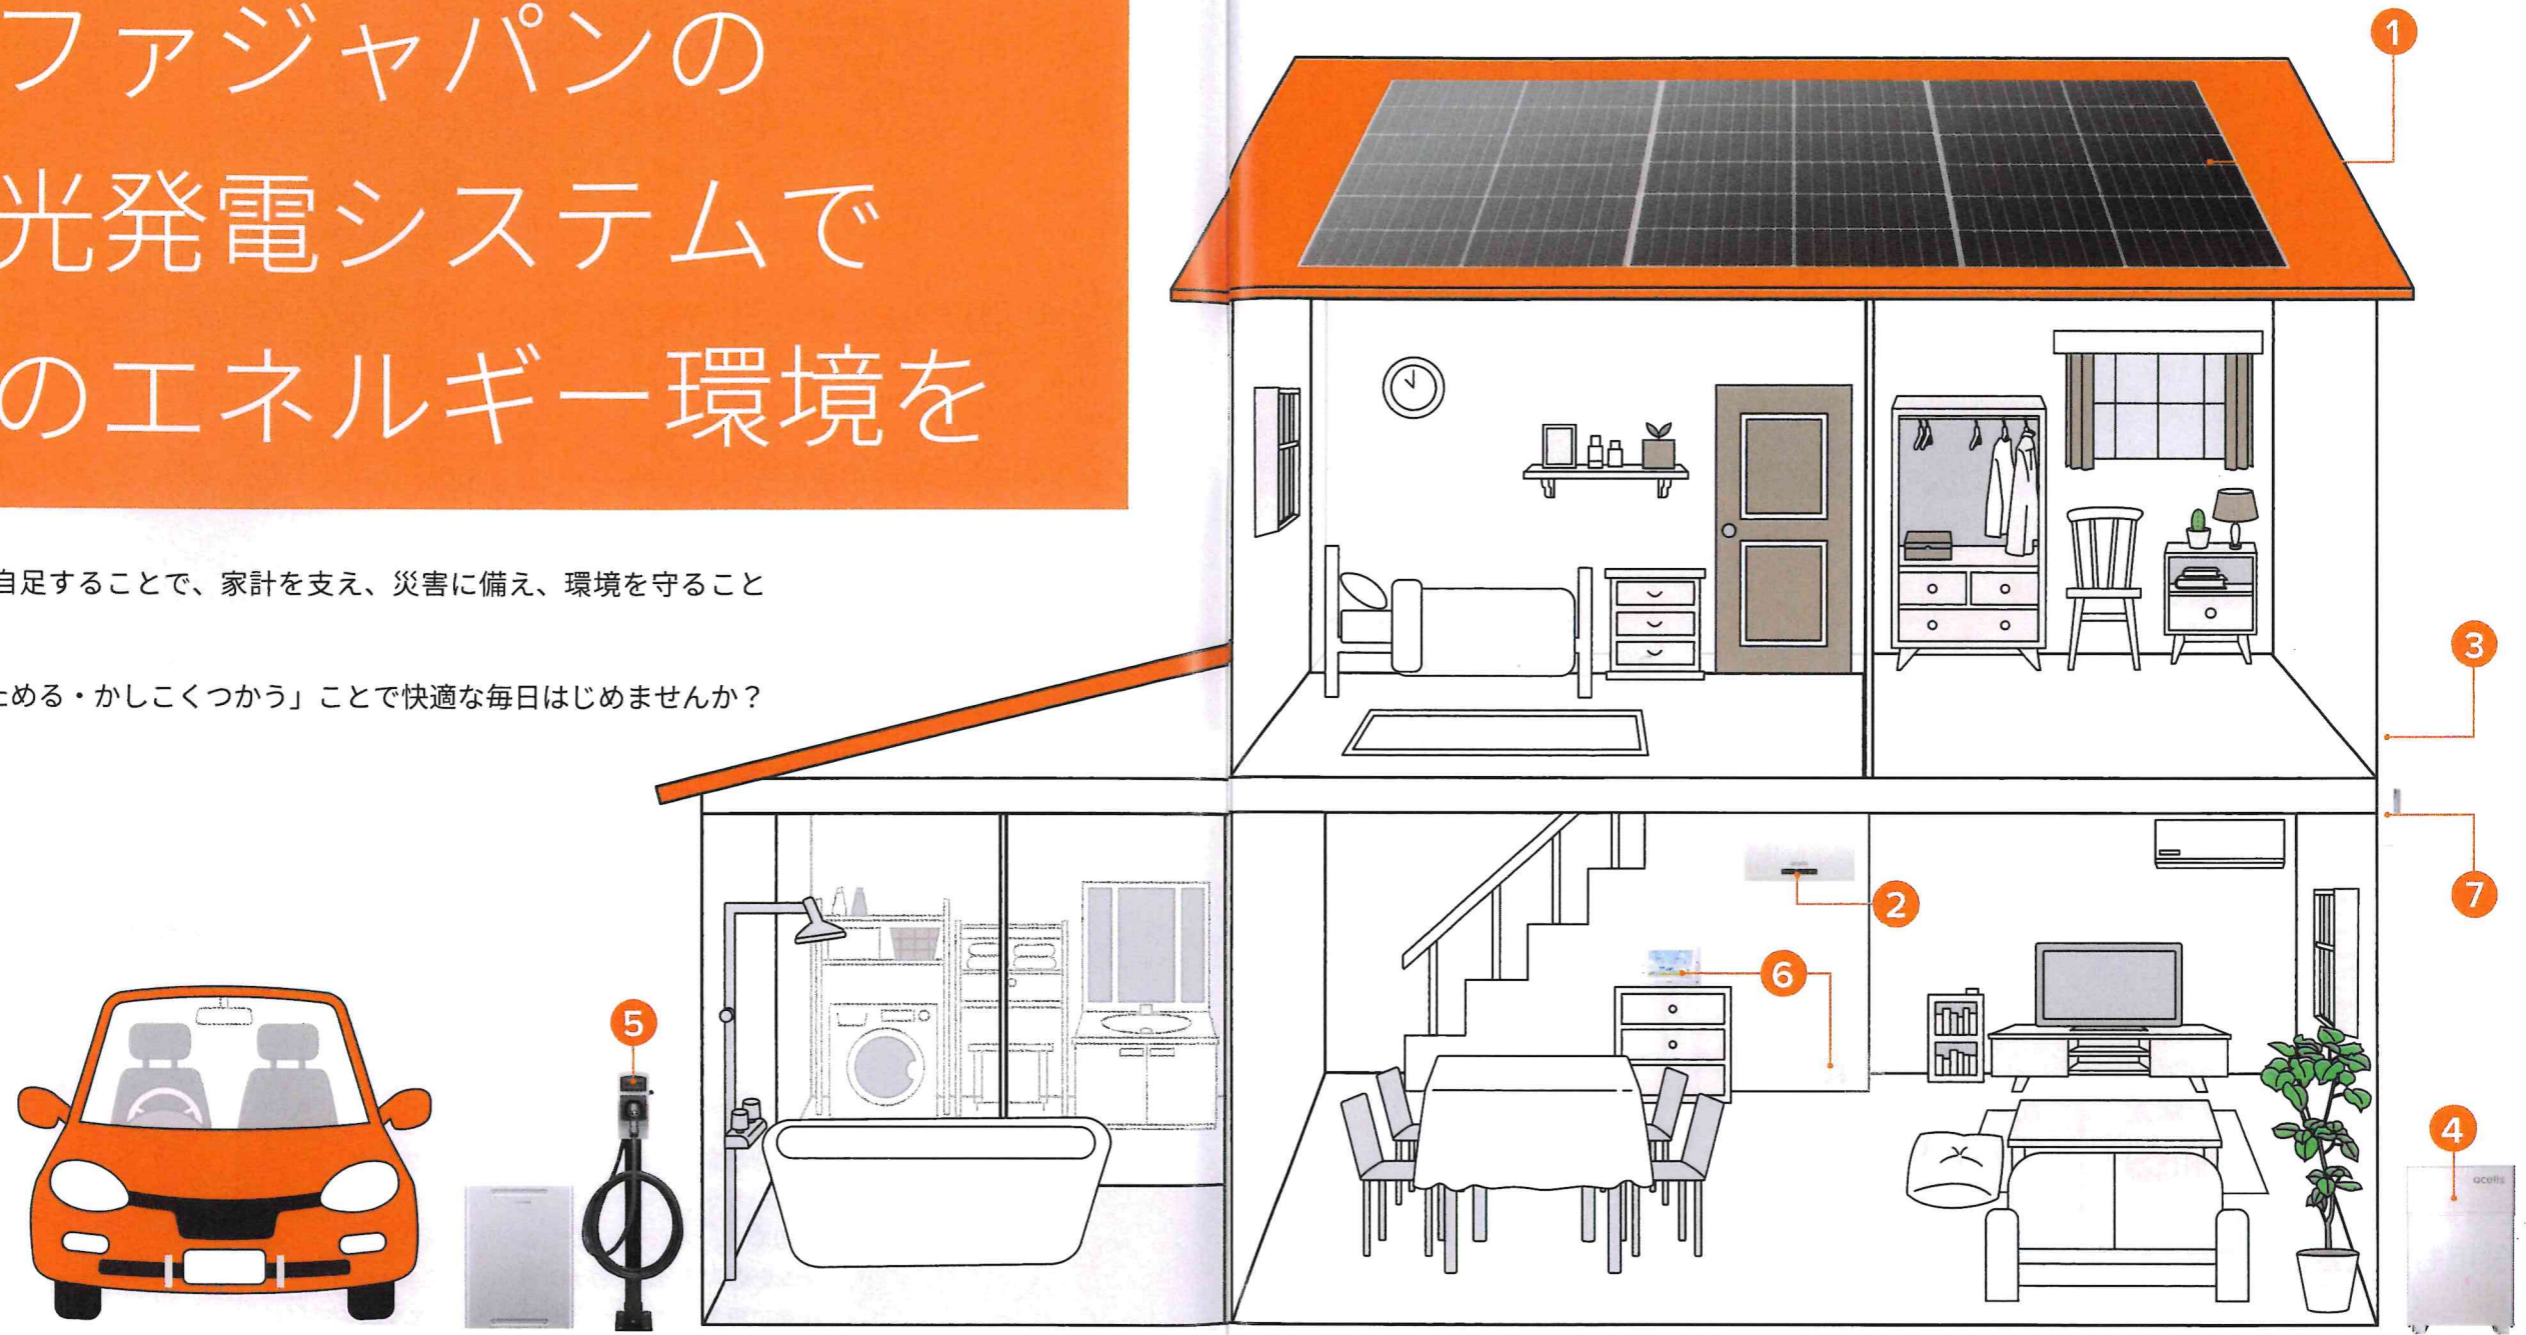 ファジャパンの
光発電システムで
のエネルギー環境を
自足することで、家計を支え、災害に備え、環境を守ること
ためる・かしこくつかう」ことで快適な毎日はじめませんか？
1
3
7
2
6
5
4